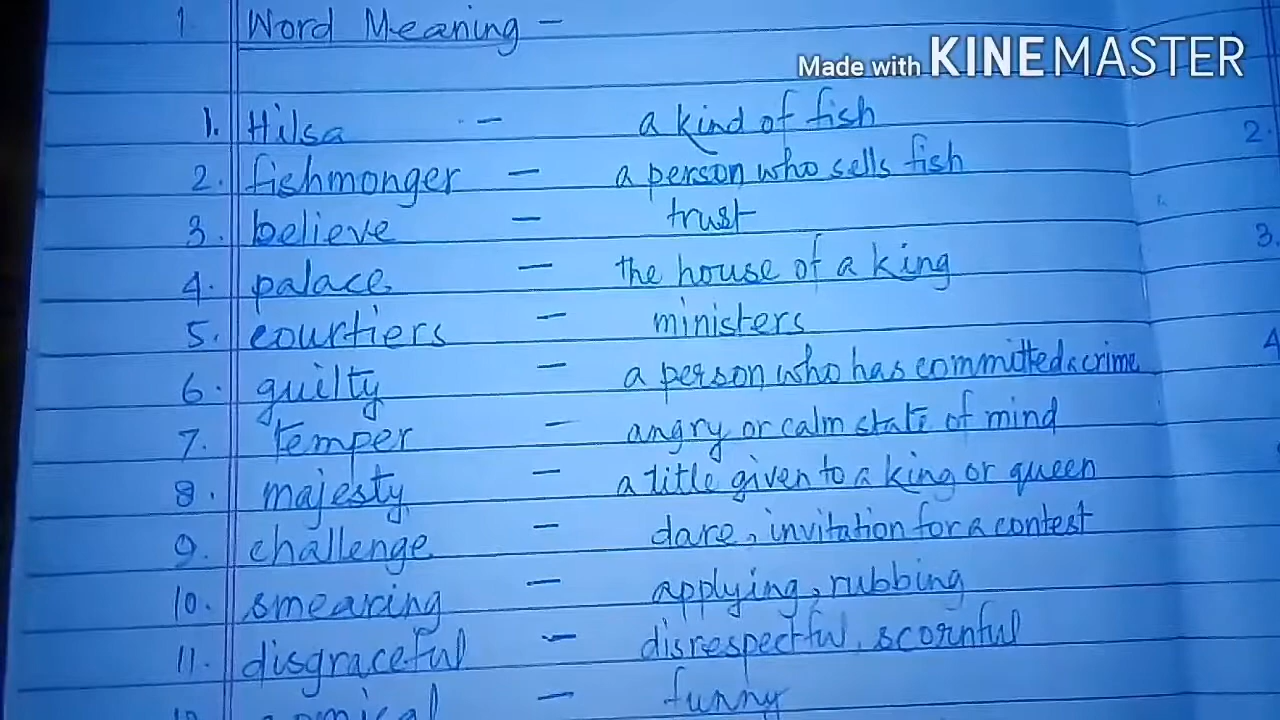 1. Word Meaning -
Made with KINEMASTER
1. Hilsa - a kind of fish
2. fishmonger - a person who sells fish
3. believe - trust
4. palace - the house of a king
5. courtiers - ministers
6. guilty - a person who has committed a crime
7. temper - angry or calm state of mind
8. majesty - a title given to a king or queen
9. challenge - dare, invitation for a contest
10. smearing - applying, rubbing
11. disgraceful - disrespectful, scornful
12. comical - funny
2.
3.
4